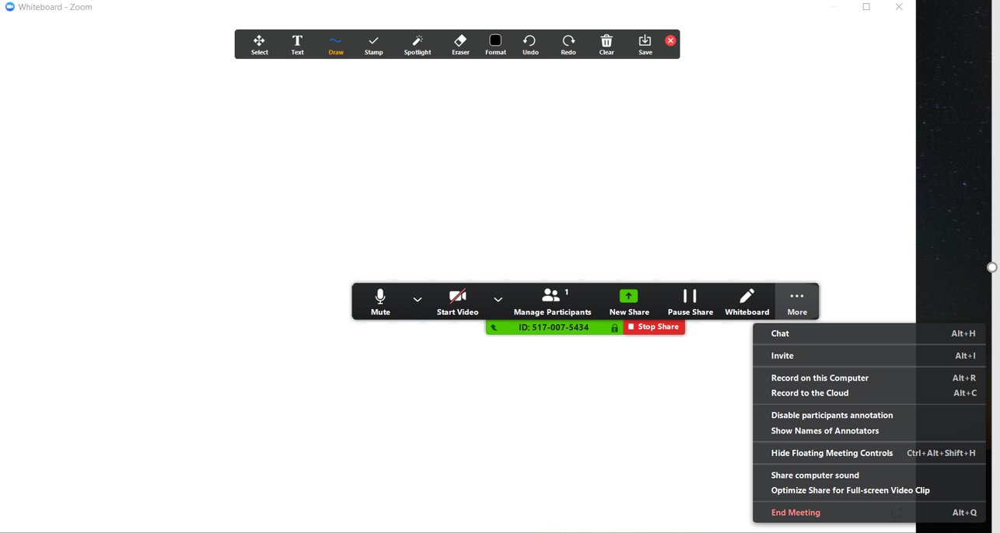 Whiteboard - Zoom
Select Text Draw Stamp Spotlight Eraser Format Undo Redo Clear Save
1
Mute Start Video Manage Participants New Share Pause Share Whiteboard More
ID: 517-007-5434 Stop Share
Chat Alt+H
Invite Alt+I
Record on this Computer Alt+R
Record to the Cloud Alt+C
Disable participants annotation
Show Names of Annotators
Hide Floating Meeting Controls Ctrl+Alt+Shift+H
Share computer sound
Optimize Share for Full-screen Video Clip
End Meeting Alt+Q